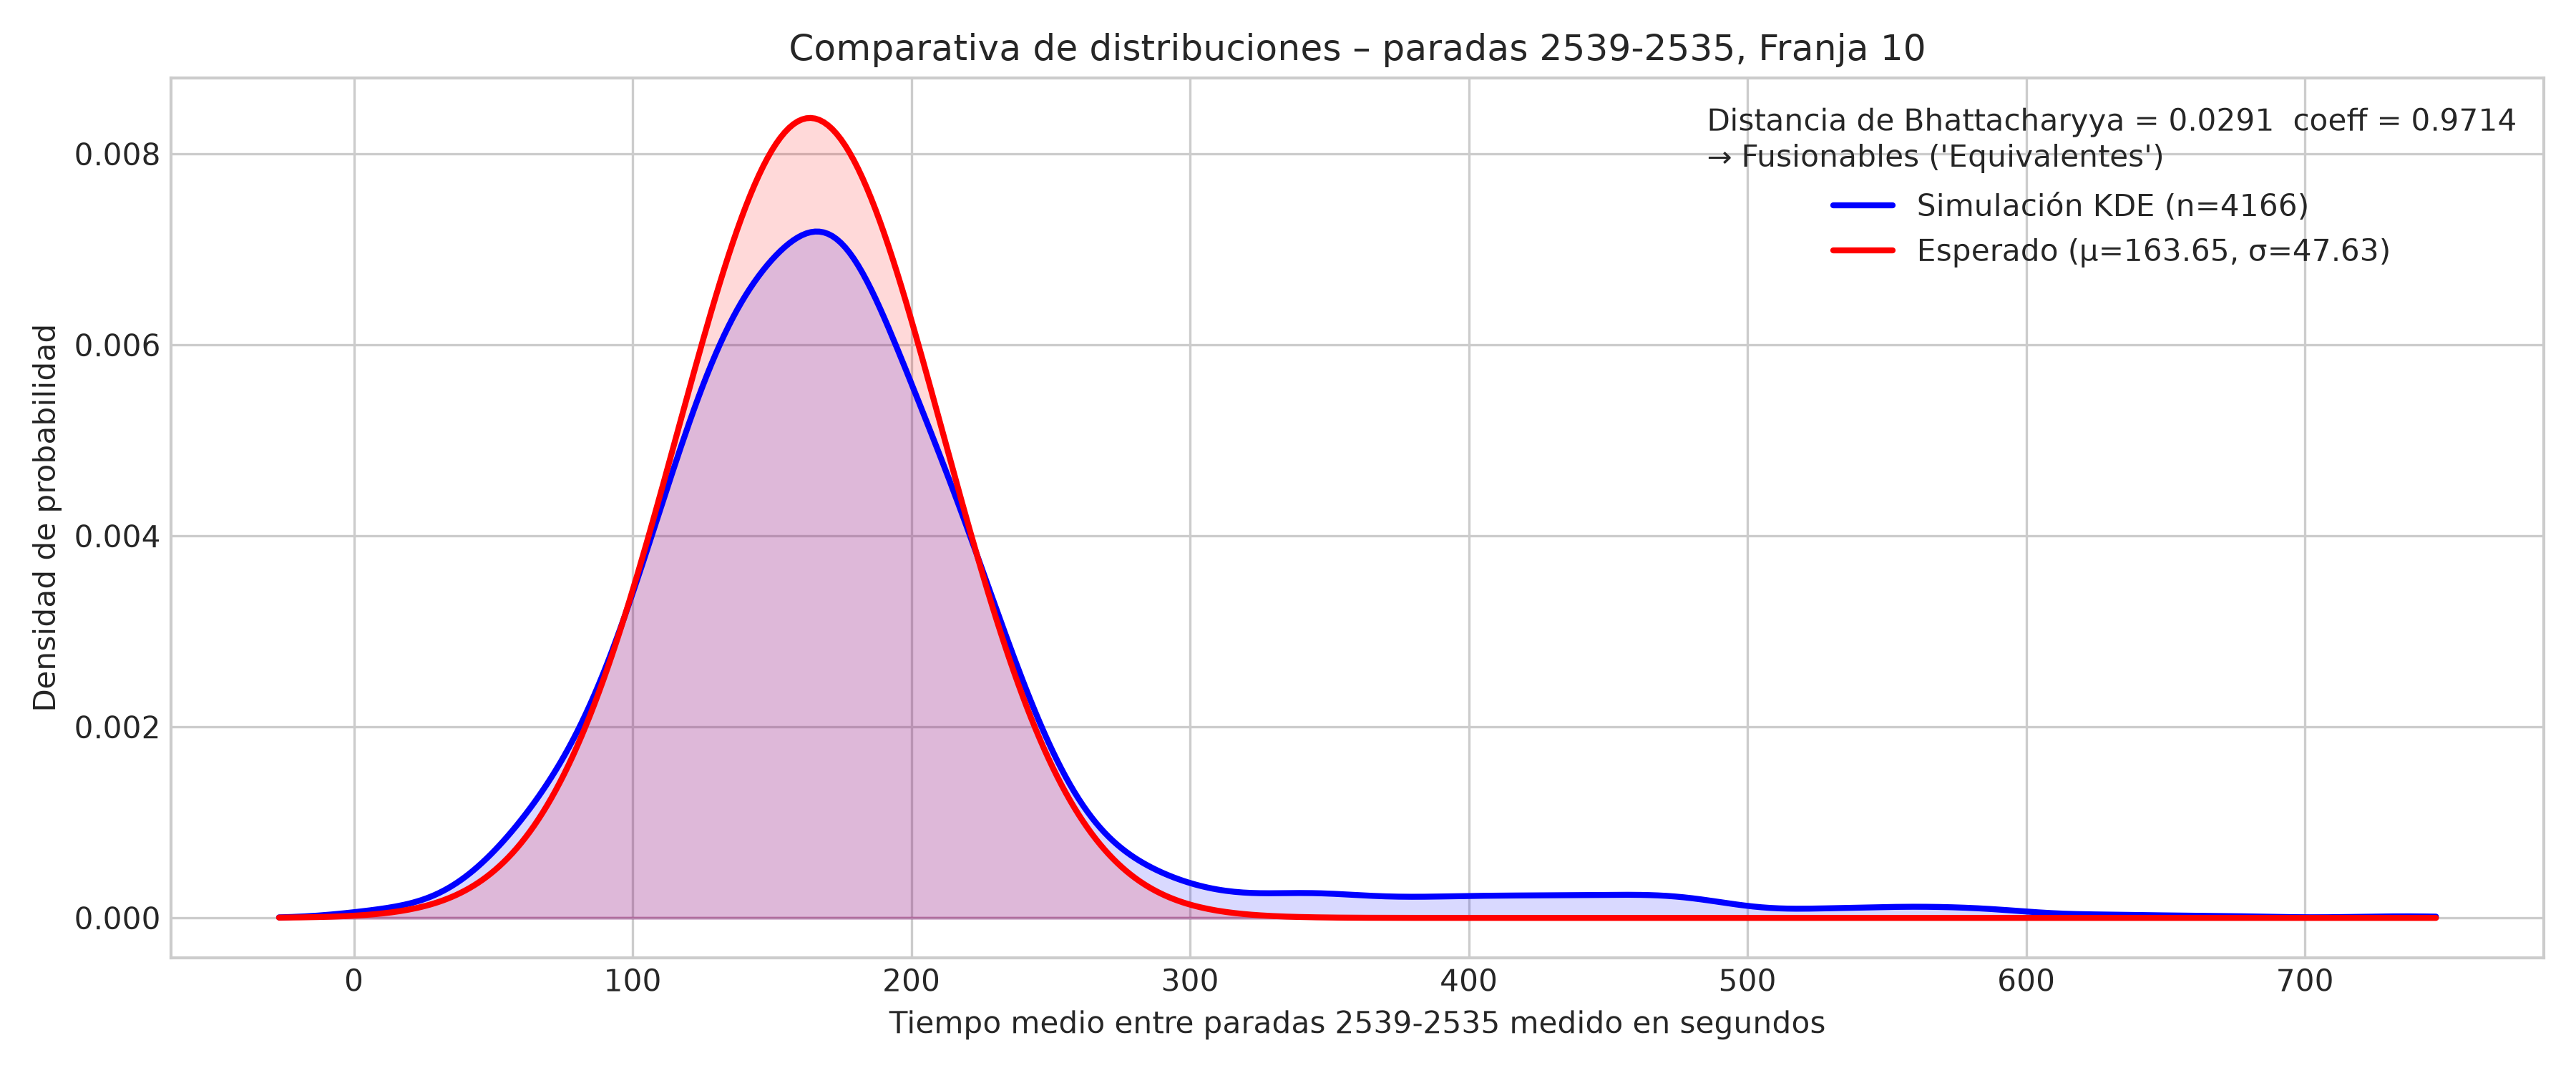 Comparativa de distribuciones – paradas 2539-2535, Franja 10
Distancia de Bhattacharyya = 0.0291  coeff = 0.9714
→ Fusionables ('Equivalentes')
Simulación KDE (n=4166)
Esperado (μ=163.65, σ=47.63)
Densidad de probabilidad
0.008
0.006
0.004
0.002
0.000
0 100 200 300 400 500 600 700
Tiempo medio entre paradas 2539-2535 medido en segundos